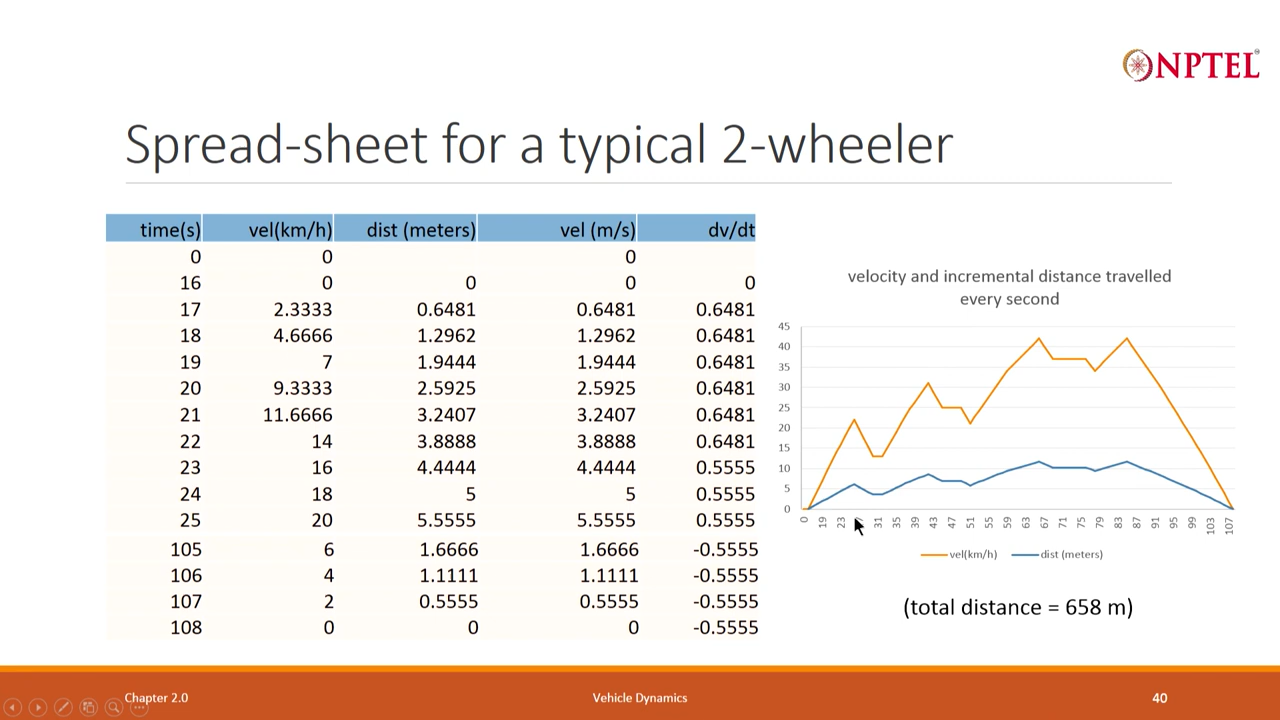 NPTEL
Spread-sheet for a typical 2-wheeler
time(s) vel(km/h) dist (meters) vel (m/s) dv/dt
0 0 0
16 0 0 0 0
17 2.3333 0.6481 0.6481 0.6481
18 4.6666 1.2962 1.2962 0.6481
19 7 1.9444 1.9444 0.6481
20 9.3333 2.5925 2.5925 0.6481
21 11.6666 3.2407 3.2407 0.6481
22 14 3.8888 3.8888 0.6481
23 16 4.4444 4.4444 0.5555
24 18 5 5 0.5555
25 20 5.5555 5.5555 0.5555
105 6 1.6666 1.6666 -0.5555
106 4 1.1111 1.1111 -0.5555
107 2 0.5555 0.5555 -0.5555
108 0 0 0 -0.5555
velocity and incremental distance travelled
every second
45
40
35
30
25
20
15
10
5
0
0 19 23 31 35 39 43 47 51 55 59 63 67 71 75 79 83 87 91 95 99 103 107
vel(km/h) dist (meters)
(total distance = 658 m)
Chapter 2.0 Vehicle Dynamics 40